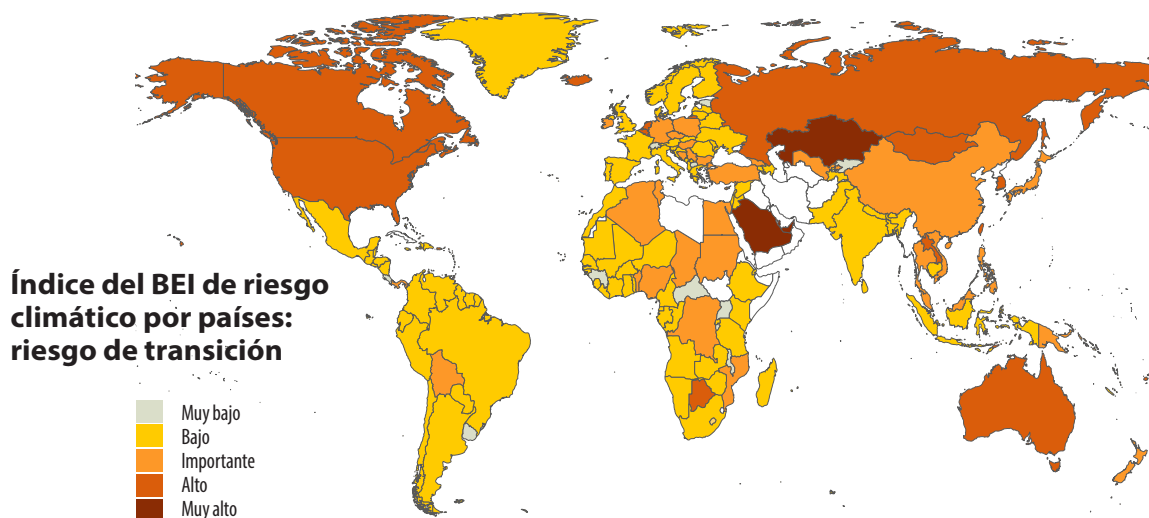 Índice del BEI de riesgo
climático por países:
riesgo de transición
Muy bajo
Bajo
Importante
Alto
Muy alto